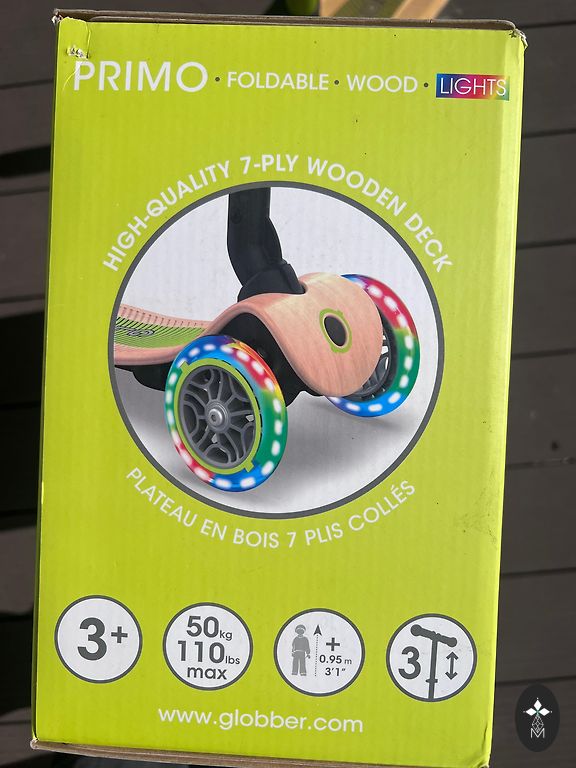 PRIMO · FOLDABLE · WOOD · LIGHTS
HIGH-QUALITY 7-PLY WOODEN DECK
PLATEAU EN BOIS 7 PLIS COLLÉS
3+
50kg
110lbs
max
+
0.95 m
3'1"
3
www.globber.com